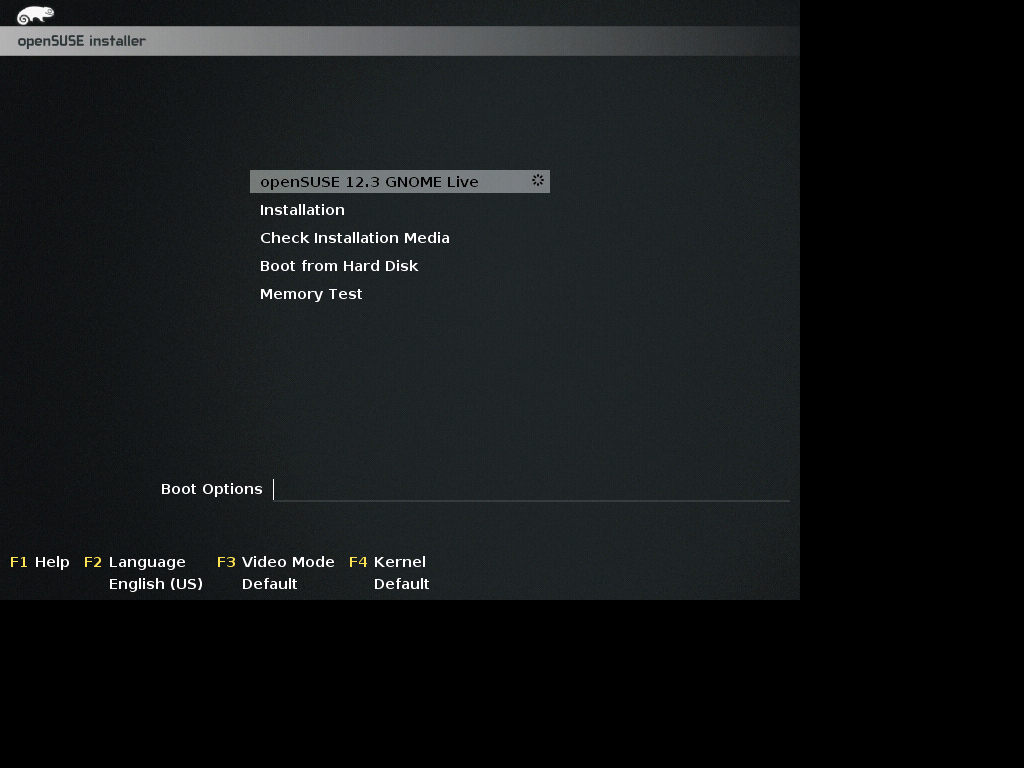 openSUSE installer
openSUSE 12.3 GNOME Live
Installation
Check Installation Media
Boot from Hard Disk
Memory Test
Boot Options
F1 Help F2 Language F3 Video Mode F4 Kernel
English (US) Default Default